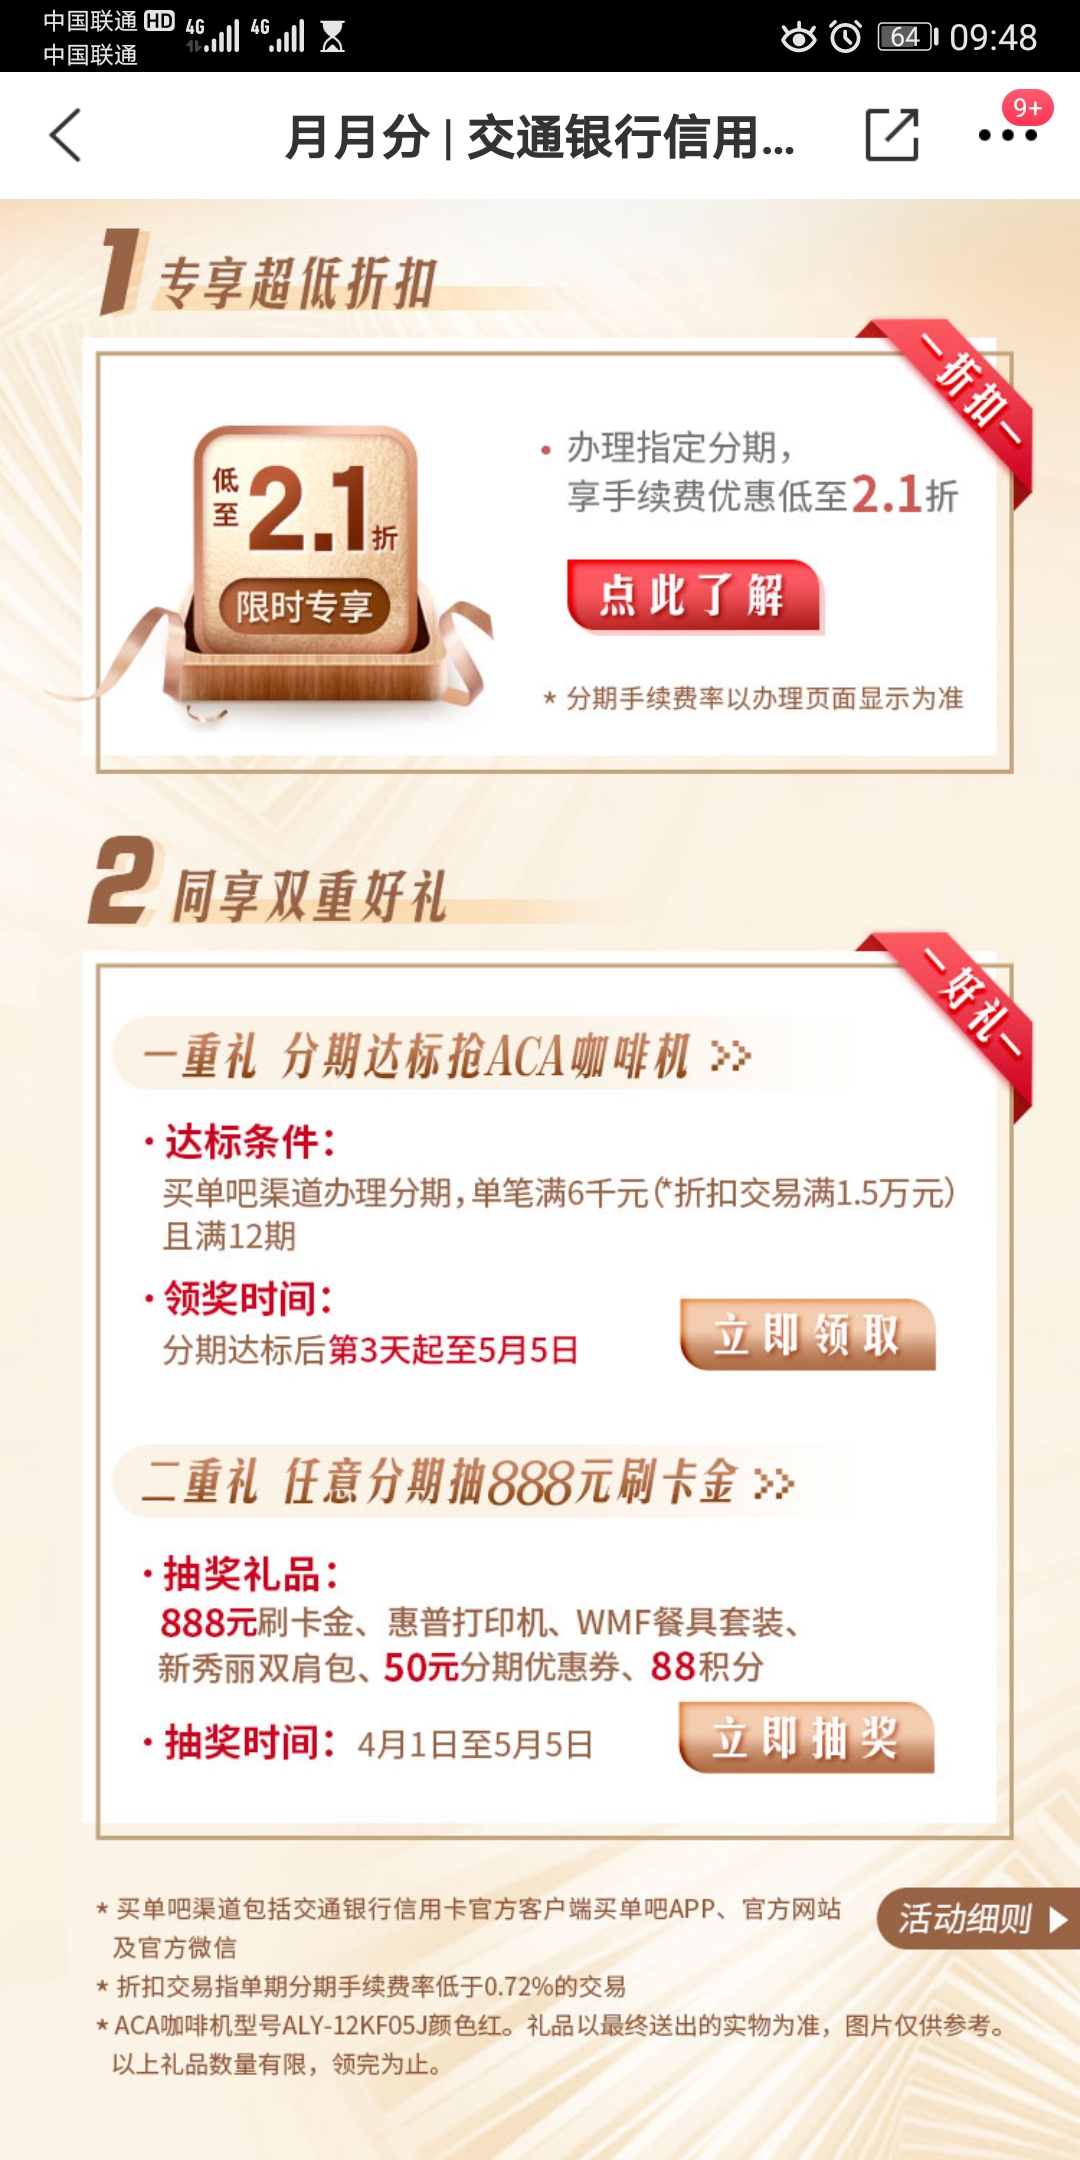 中国联通 HD 4G 4G 64 09:48
中国联通
月月分 | 交通银行信用... 9+
1 专享超低折扣
折扣
低至2.1折
限时专享
• 办理指定分期，
享手续费优惠低至2.1折
点此了解
* 分期手续费率以办理页面显示为准
2 同享双重好礼
好礼
一重礼 分期达标抢ACA咖啡机 >>
·达标条件：
买单吧渠道办理分期，单笔满6千元（*折扣交易满1.5万元）
且满12期
·领奖时间：
分期达标后第3天起至5月5日
立即领取
二重礼 任意分期抽888元刷卡金 >>
·抽奖礼品：
888元刷卡金、惠普打印机、WMF餐具套装、
新秀丽双肩包、50元分期优惠券、88积分
·抽奖时间：4月1日至5月5日
立即抽奖
* 买单吧渠道包括交通银行信用卡官方客户端买单吧APP、官方网站
及官方微信
活动细则
* 折扣交易指单期分期手续费率低于0.72%的交易
* ACA咖啡机型号ALY-12KF05J颜色红。礼品以最终送出的实物为准，图片仅供参考。
以上礼品数量有限，领完为止。